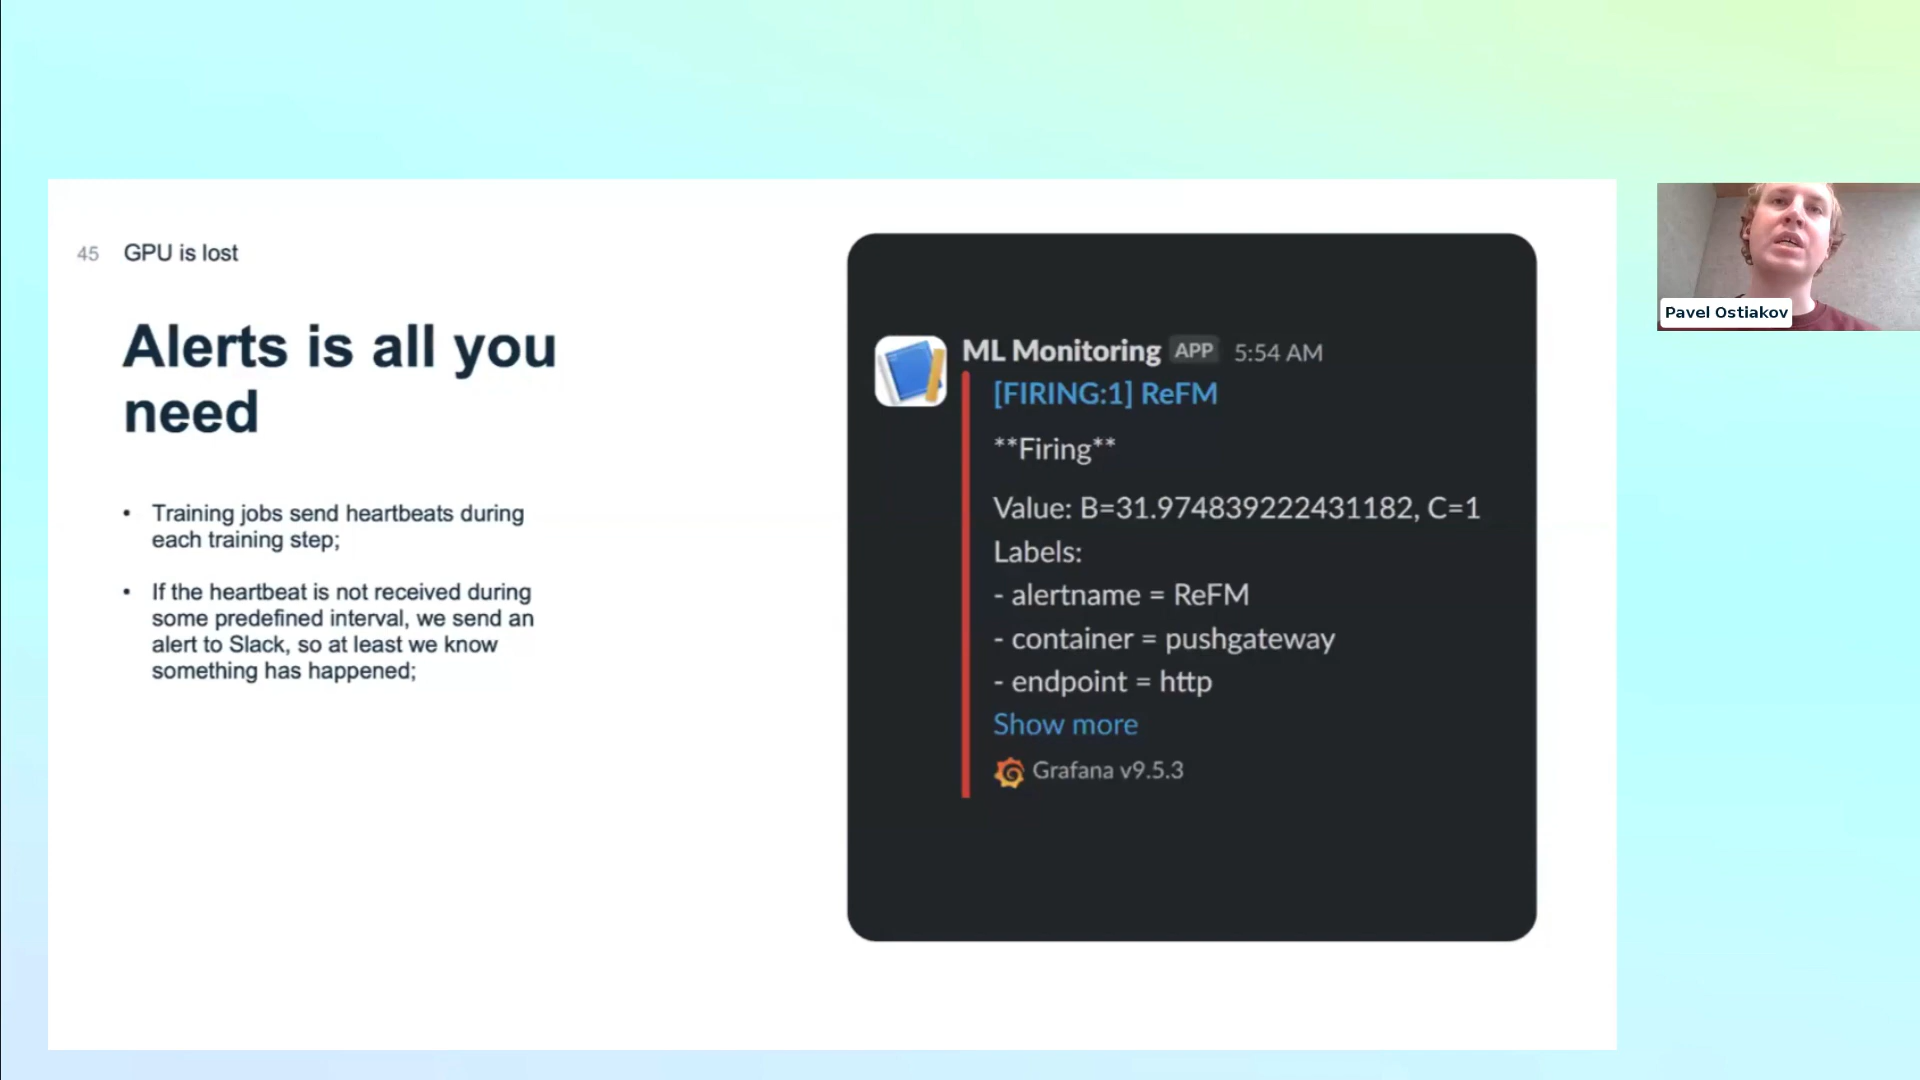 45 GPU is lost
Alerts is all you
need
• Training jobs send heartbeats during
each training step;
• If the heartbeat is not received during
some predefined interval, we send an
alert to Slack, so at least we know
something has happened;
ML Monitoring APP 5:54 AM
[FIRING:1] ReFM
**Firing**
Value: B=31.974839222431182, C=1
Labels:
- alertname = ReFM
- container = pushgateway
- endpoint = http
Show more
Grafana v9.5.3
Pavel Ostiakov